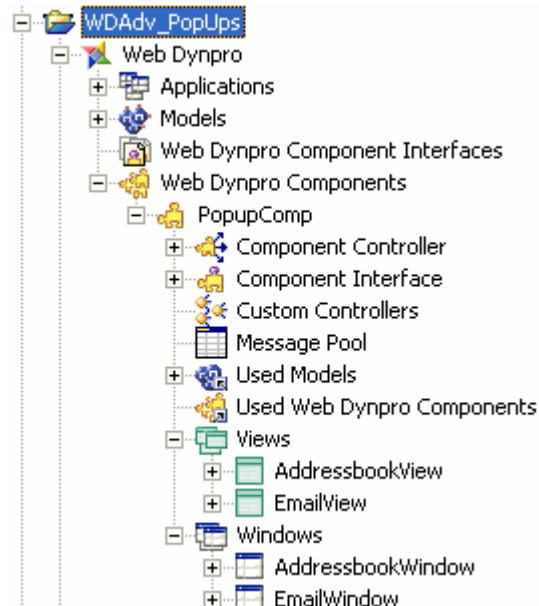 WDAdv_PopUps
Web Dynpro
Applications
Models
Web Dynpro Component Interfaces
Web Dynpro Components
PopupComp
Component Controller
Component Interface
Custom Controllers
Message Pool
Used Models
Used Web Dynpro Components
Views
AddressbookView
EmailView
Windows
AddressbookWindow
EmailWindow